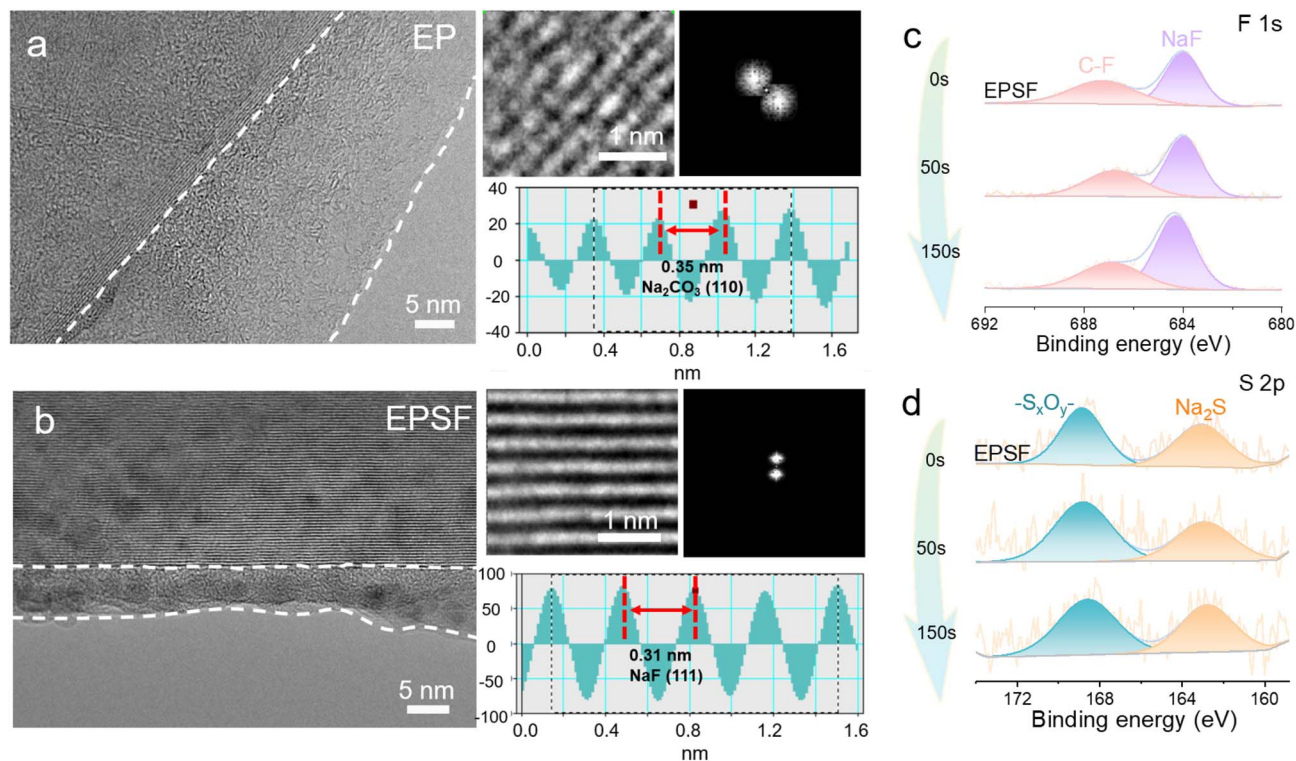 a
EP
5 nm
1 nm
40
20
0
-20
-40
0.35 nm
Na₂CO₃ (110)
0.0 0.4 0.8 1.2 1.6
nm
b
EPSF
5 nm
1 nm
100
50
0
-50
-100
0.31 nm
NaF (111)
0.0 0.4 0.8 1.2 1.6
nm
c
F 1s
C-F
NaF
0s
EPSF
50s
150s
692 688 684 680
Binding energy (eV)
d
S 2p
-SₓOᵧ-
Na₂S
0s
EPSF
50s
150s
172 168 164 160
Binding energy (eV)